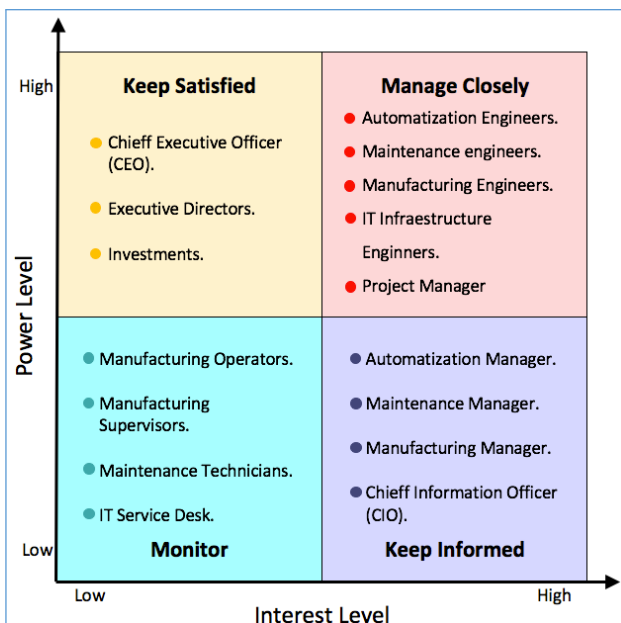 High
Keep Satisfied
Chieff Executive Officer
(CEO).
Executive Directors.
Investments.
Manage Closely
Automatization Engineers.
Maintenance engineers.
Manufacturing Engineers.
IT Infraestructure
Enginners.
Project Manager
Power Level
Manufacturing Operators.
Manufacturing
Supervisors.
Maintenance Technicians.
IT Service Desk.
Monitor
Automatization Manager.
Maintenance Manager.
Manufacturing Manager.
Chieff Information Officer
(CIO).
Keep Informed
Low
Low
High
Interest Level